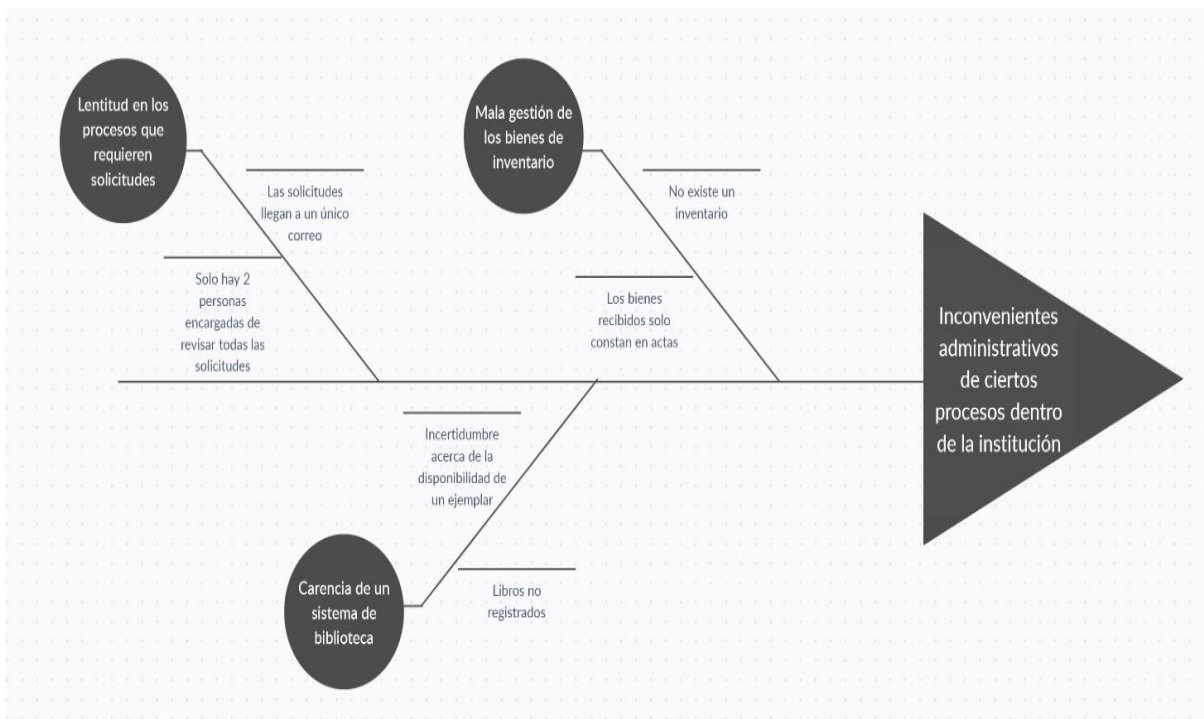 Lentitud en los
procesos que
requieren
solicitudes
Las solicitudes
llegan a un único
correo
Solo hay 2
personas
encargadas de
revisar todas las
solicitudes
Mala gestión de
los bienes de
inventario
No existe un
inventario
Los bienes
recibidos solo
constan en actas
Incertidumbre
acerca de la
disponibilidad de
un ejemplar
Carencia de un
sistema de
biblioteca
Libros no
registrados
Inconvenientes
administrativos
de ciertos
procesos dentro
de la institución